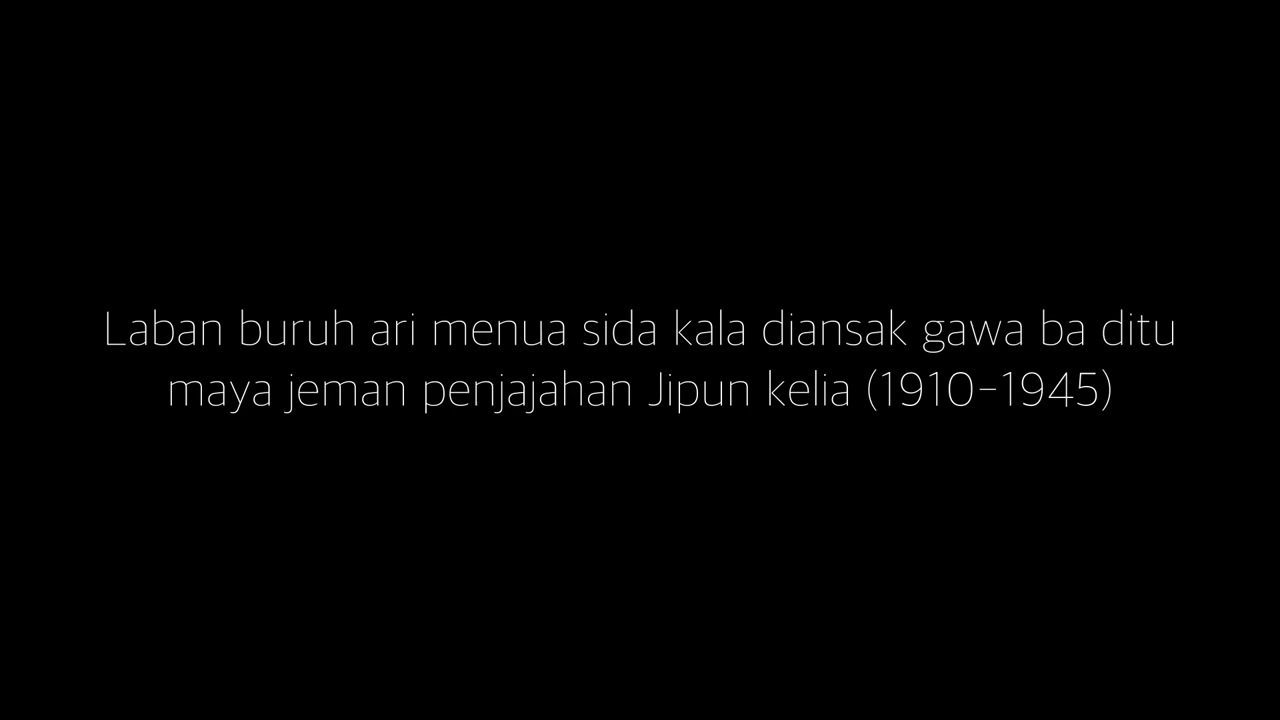 Laban buruh ari menua sida kala diansak gawa ba ditu
maya jeman penjajahan Jipun kelia (1910-1945)